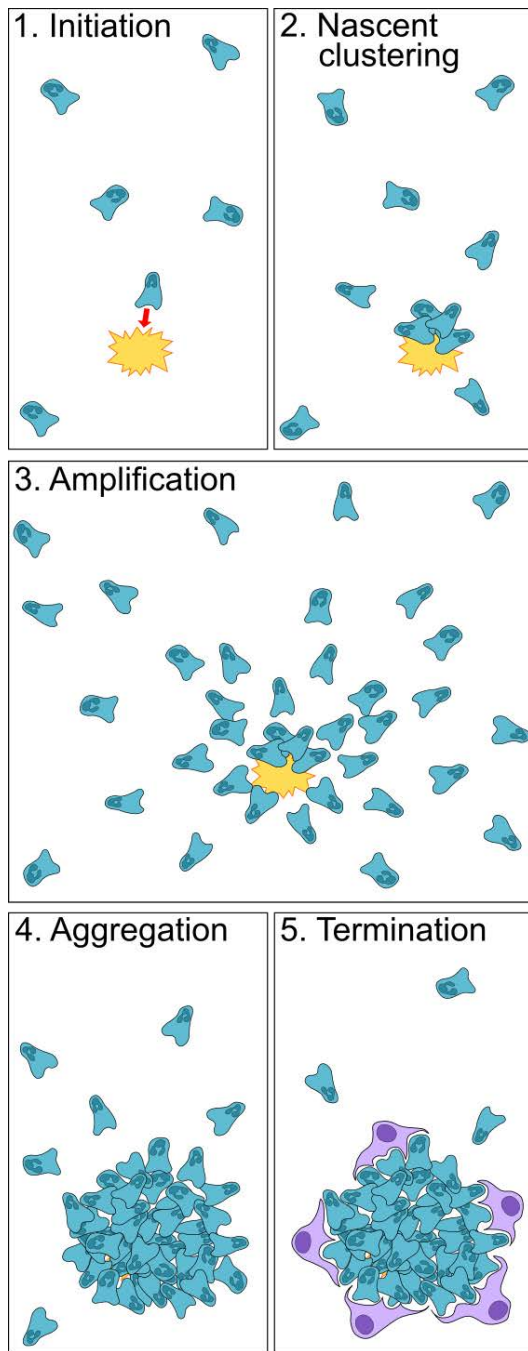 1. Initiation
2. Nascent
clustering
3. Amplification
4. Aggregation
5. Termination